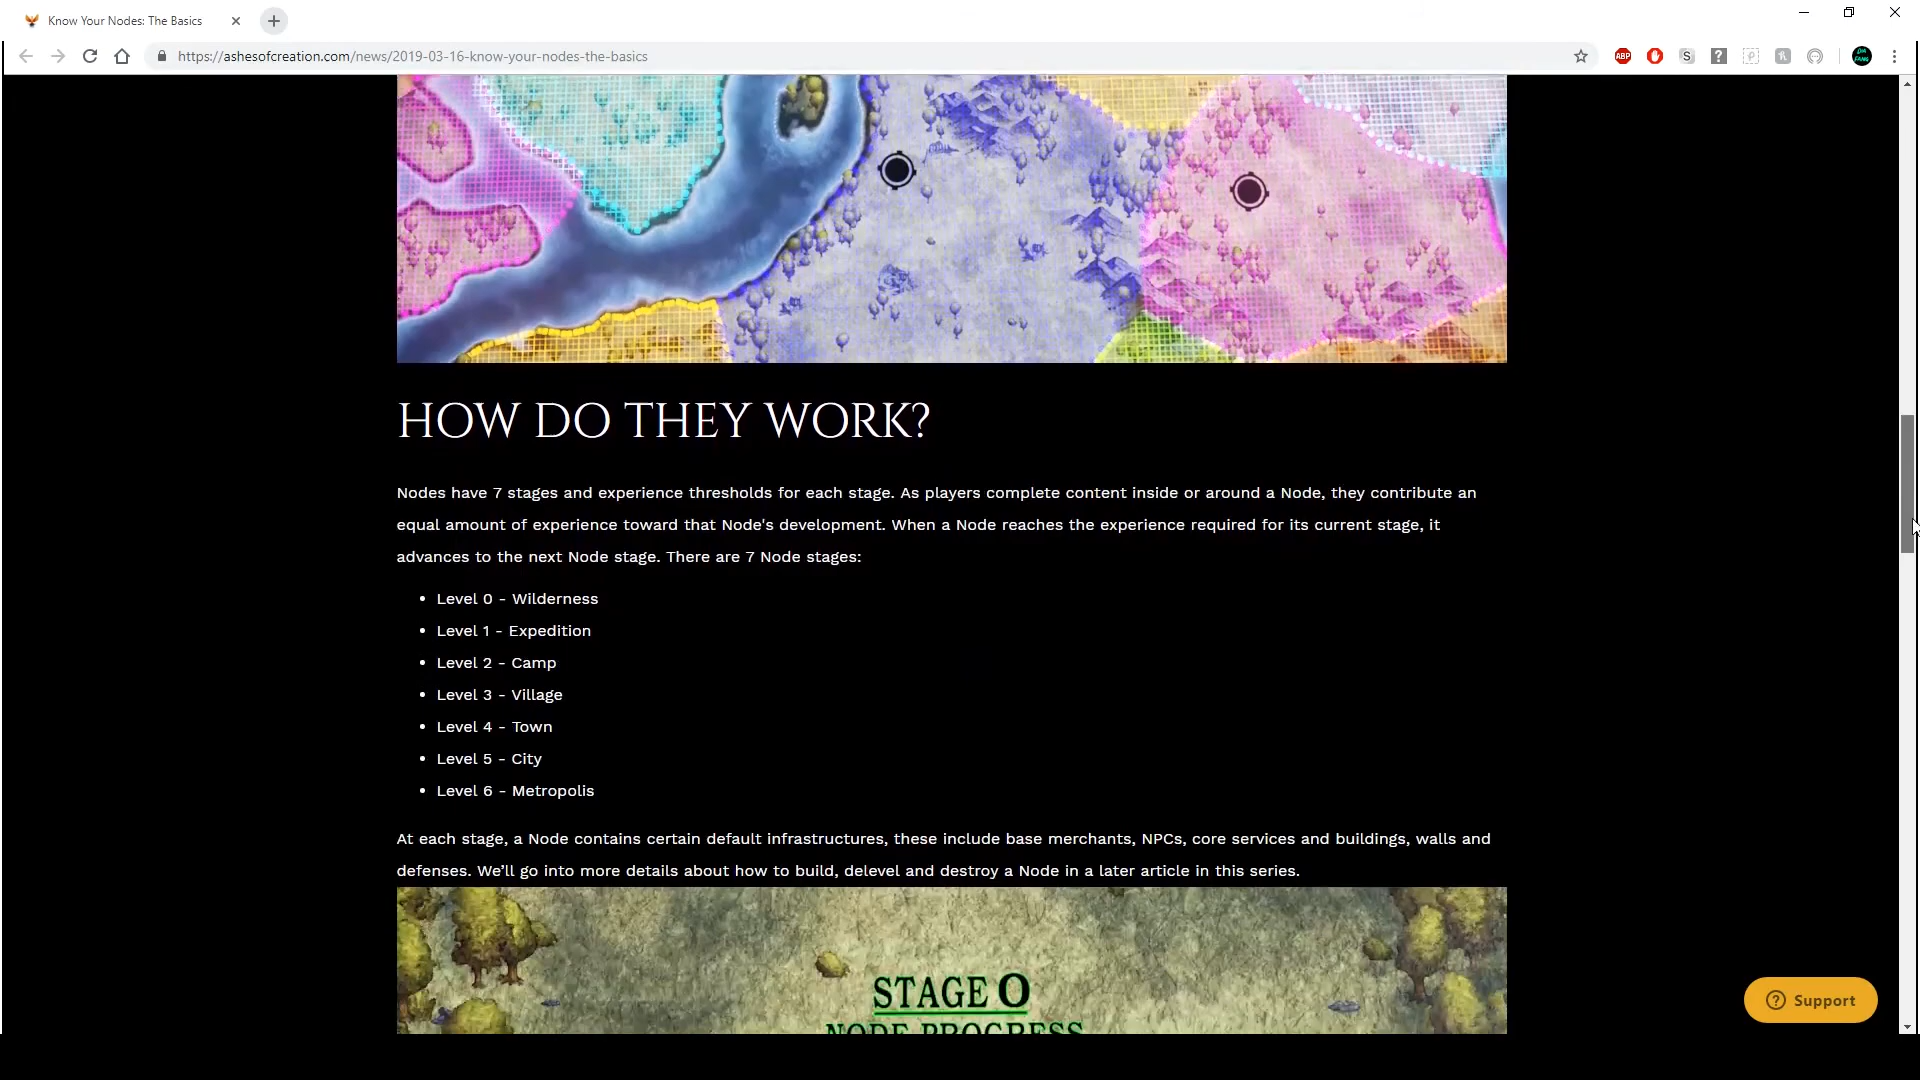 Know Your Nodes: The Basics
https://ashesofcreation.com/news/2019-03-16-know-your-nodes-the-basics
ABP
S
?
HOW DO THEY WORK?
Nodes have 7 stages and experience thresholds for each stage. As players complete content inside or around a Node, they contribute an
equal amount of experience toward that Node's development. When a Node reaches the experience required for its current stage, it
advances to the next Node stage. There are 7 Node stages:
• Level 0 - Wilderness
• Level 1 - Expedition
• Level 2 - Camp
• Level 3 - Village
• Level 4 - Town
• Level 5 - City
• Level 6 - Metropolis
At each stage, a Node contains certain default infrastructures, these include base merchants, NPCs, core services and buildings, walls and
defenses. We’ll go into more details about how to build, delevel and destroy a Node in a later article in this series.
STAGE 0
NODE PROGRESS
Support